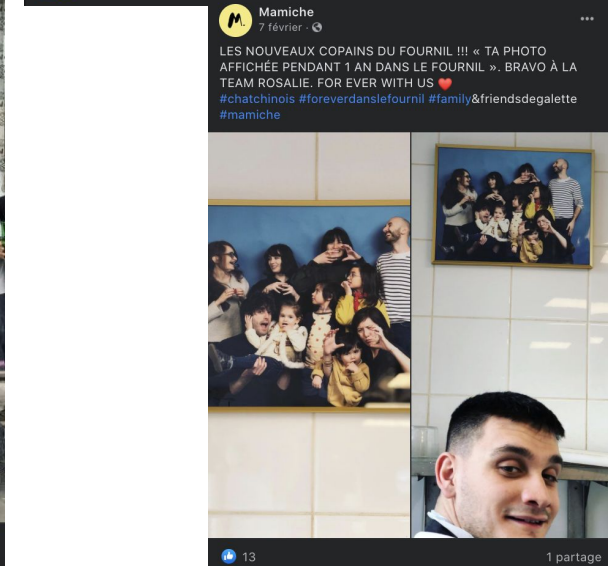 M.
Mamiche
7 février
LES NOUVEAUX COPAINS DU FOURNIL !!! « TA PHOTO
AFFICHÉE PENDANT 1 AN DANS LE FOURNIL ». BRAVO À LA
TEAM ROSALIE. FOR EVER WITH US ❤️
#chatchinois #foreverdanslefournil #family&friendsdegalette
#mamiche
13
1 partage